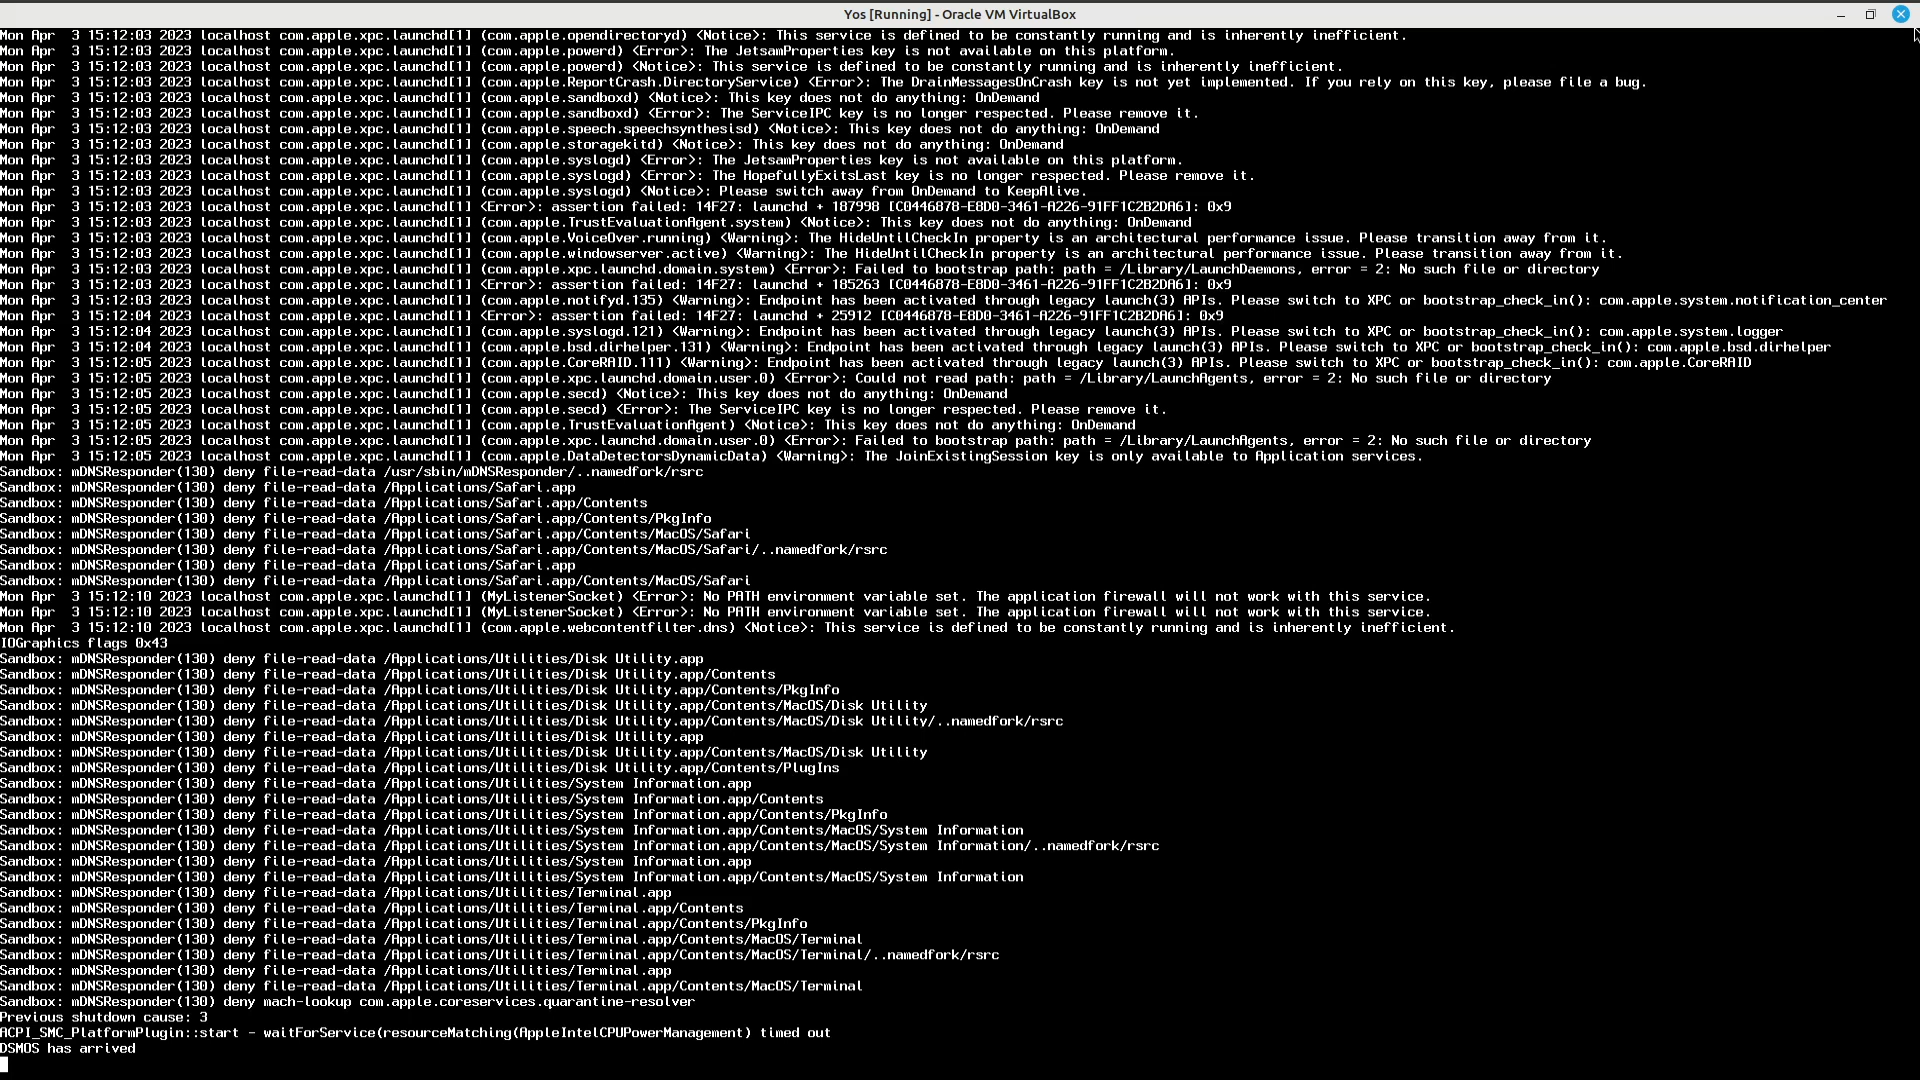 Yos [Running] - Oracle VM VirtualBox
Mon Apr  3 15:12:03 2023 localhost com.apple.xpc.launchd[1] (com.apple.opendirectoryd) <Notice>: This service is defined to be constantly running and is inherently inefficient.
Mon Apr  3 15:12:03 2023 localhost com.apple.xpc.launchd[1] (com.apple.powerd) <Error>: The JetsamProperties key is not available on this platform.
Mon Apr  3 15:12:03 2023 localhost com.apple.xpc.launchd[1] (com.apple.powerd) <Notice>: This service is defined to be constantly running and is inherently inefficient.
Mon Apr  3 15:12:03 2023 localhost com.apple.xpc.launchd[1] (com.apple.ReportCrash.DirectoryService) <Error>: The DrainMessagesOnCrash key is not yet implemented. If you rely on this key, please file a bug.
Mon Apr  3 15:12:03 2023 localhost com.apple.xpc.launchd[1] (com.apple.sandboxd) <Notice>: This key does not do anything: OnDemand
Mon Apr  3 15:12:03 2023 localhost com.apple.xpc.launchd[1] (com.apple.sandboxd) <Error>: The ServiceIPC key is no longer respected. Please remove it.
Mon Apr  3 15:12:03 2023 localhost com.apple.xpc.launchd[1] (com.apple.speech.speechsynthesisd) <Notice>: This key does not do anything: OnDemand
Mon Apr  3 15:12:03 2023 localhost com.apple.xpc.launchd[1] (com.apple.storagekitd) <Notice>: This key does not do anything: OnDemand
Mon Apr  3 15:12:03 2023 localhost com.apple.xpc.launchd[1] (com.apple.syslogd) <Error>: The JetsamProperties key is not available on this platform.
Mon Apr  3 15:12:03 2023 localhost com.apple.xpc.launchd[1] (com.apple.syslogd) <Error>: The HopefullyExitsLast key is no longer respected. Please remove it.
Mon Apr  3 15:12:03 2023 localhost com.apple.xpc.launchd[1] (com.apple.syslogd) <Notice>: Please switch away from OnDemand to KeepAlive.
Mon Apr  3 15:12:03 2023 localhost com.apple.xpc.launchd[1] <Error>: assertion failed: 14F27: launchd + 187998 [C0446878-E8D0-3461-A226-91FF1C2B2DA6]: 0x9
Mon Apr  3 15:12:03 2023 localhost com.apple.xpc.launchd[1] (com.apple.TrustEvaluationAgent.system) <Notice>: This key does not do anything: OnDemand
Mon Apr  3 15:12:03 2023 localhost com.apple.xpc.launchd[1] (com.apple.VoiceOver.running) <Warning>: The HideUntilCheckIn property is an architectural performance issue. Please transition away from it.
Mon Apr  3 15:12:03 2023 localhost com.apple.xpc.launchd[1] (com.apple.windowserver.active) <Warning>: The HideUntilCheckIn property is an architectural performance issue. Please transition away from it.
Mon Apr  3 15:12:03 2023 localhost com.apple.xpc.launchd[1] (com.apple.xpc.launchd.domain.system) <Error>: Failed to bootstrap path: path = /Library/LaunchDaemons, error = 2: No such file or directory
Mon Apr  3 15:12:03 2023 localhost com.apple.xpc.launchd[1] <Error>: assertion failed: 14F27: launchd + 185263 [C0446878-E8D0-3461-A226-91FF1C2B2DA6]: 0x9
Mon Apr  3 15:12:03 2023 localhost com.apple.xpc.launchd[1] (com.apple.notifyd.135) <Warning>: Endpoint has been activated through legacy launch(3) APIs. Please switch to XPC or bootstrap_check_in(): com.apple.system.notification_center
Mon Apr  3 15:12:04 2023 localhost com.apple.xpc.launchd[1] <Error>: assertion failed: 14F27: launchd + 25912 [C0446878-E8D0-3461-A226-91FF1C2B2DA6]: 0x9
Mon Apr  3 15:12:04 2023 localhost com.apple.xpc.launchd[1] (com.apple.syslogd.121) <Warning>: Endpoint has been activated through legacy launch(3) APIs. Please switch to XPC or bootstrap_check_in(): com.apple.system.logger
Mon Apr  3 15:12:04 2023 localhost com.apple.xpc.launchd[1] (com.apple.bsd.dirhelper.131) <Warning>: Endpoint has been activated through legacy launch(3) APIs. Please switch to XPC or bootstrap_check_in(): com.apple.bsd.dirhelper
Mon Apr  3 15:12:05 2023 localhost com.apple.xpc.launchd[1] (com.apple.CoreRAID.111) <Warning>: Endpoint has been activated through legacy launch(3) APIs. Please switch to XPC or bootstrap_check_in(): com.apple.CoreRAID
Mon Apr  3 15:12:05 2023 localhost com.apple.xpc.launchd[1] (com.apple.xpc.launchd.domain.user.0) <Error>: Could not read path: path = /Library/LaunchAgents, error = 2: No such file or directory
Mon Apr  3 15:12:05 2023 localhost com.apple.xpc.launchd[1] (com.apple.secd) <Notice>: This key does not do anything: OnDemand
Mon Apr  3 15:12:05 2023 localhost com.apple.xpc.launchd[1] (com.apple.secd) <Error>: The ServiceIPC key is no longer respected. Please remove it.
Mon Apr  3 15:12:05 2023 localhost com.apple.xpc.launchd[1] (com.apple.TrustEvaluationAgent) <Notice>: This key does not do anything: OnDemand
Mon Apr  3 15:12:05 2023 localhost com.apple.xpc.launchd[1] (com.apple.xpc.launchd.domain.user.0) <Error>: Failed to bootstrap path: path = /Library/LaunchAgents, error = 2: No such file or directory
Mon Apr  3 15:12:05 2023 localhost com.apple.xpc.launchd[1] (com.apple.DataDetectorsDynamicData) <Warning>: The JoinExistingSession key is only available to Application services.
Sandbox: mDNSResponder(130) deny file-read-data /usr/sbin/mDNSResponder/..namedfork/rsrc
Sandbox: mDNSResponder(130) deny file-read-data /Applications/Safari.app
Sandbox: mDNSResponder(130) deny file-read-data /Applications/Safari.app/Contents
Sandbox: mDNSResponder(130) deny file-read-data /Applications/Safari.app/Contents/PkgInfo
Sandbox: mDNSResponder(130) deny file-read-data /Applications/Safari.app/Contents/MacOS/Safari
Sandbox: mDNSResponder(130) deny file-read-data /Applications/Safari.app/Contents/MacOS/Safari/..namedfork/rsrc
Sandbox: mDNSResponder(130) deny file-read-data /Applications/Safari.app
Sandbox: mDNSResponder(130) deny file-read-data /Applications/Safari.app/Contents/MacOS/Safari
Mon Apr  3 15:12:10 2023 localhost com.apple.xpc.launchd[1] (MyListenerSocket) <Error>: No PATH environment variable set. The application firewall will not work with this service.
Mon Apr  3 15:12:10 2023 localhost com.apple.xpc.launchd[1] (MyListenerSocket) <Error>: No PATH environment variable set. The application firewall will not work with this service.
Mon Apr  3 15:12:10 2023 localhost com.apple.xpc.launchd[1] (com.apple.webcontentfilter.dns) <Notice>: This service is defined to be constantly running and is inherently inefficient.
IOGraphics flags 0x43
Sandbox: mDNSResponder(130) deny file-read-data /Applications/Utilities/Disk Utility.app
Sandbox: mDNSResponder(130) deny file-read-data /Applications/Utilities/Disk Utility.app/Contents
Sandbox: mDNSResponder(130) deny file-read-data /Applications/Utilities/Disk Utility.app/Contents/PkgInfo
Sandbox: mDNSResponder(130) deny file-read-data /Applications/Utilities/Disk Utility.app/Contents/MacOS/Disk Utility
Sandbox: mDNSResponder(130) deny file-read-data /Applications/Utilities/Disk Utility.app/Contents/MacOS/Disk Utility/..namedfork/rsrc
Sandbox: mDNSResponder(130) deny file-read-data /Applications/Utilities/Disk Utility.app
Sandbox: mDNSResponder(130) deny file-read-data /Applications/Utilities/Disk Utility.app/Contents/MacOS/Disk Utility
Sandbox: mDNSResponder(130) deny file-read-data /Applications/Utilities/Disk Utility.app/Contents/PlugIns
Sandbox: mDNSResponder(130) deny file-read-data /Applications/Utilities/System Information.app
Sandbox: mDNSResponder(130) deny file-read-data /Applications/Utilities/System Information.app/Contents
Sandbox: mDNSResponder(130) deny file-read-data /Applications/Utilities/System Information.app/Contents/PkgInfo
Sandbox: mDNSResponder(130) deny file-read-data /Applications/Utilities/System Information.app/Contents/MacOS/System Information
Sandbox: mDNSResponder(130) deny file-read-data /Applications/Utilities/System Information.app/Contents/MacOS/System Information/..namedfork/rsrc
Sandbox: mDNSResponder(130) deny file-read-data /Applications/Utilities/System Information.app
Sandbox: mDNSResponder(130) deny file-read-data /Applications/Utilities/System Information.app/Contents/MacOS/System Information
Sandbox: mDNSResponder(130) deny file-read-data /Applications/Utilities/Terminal.app
Sandbox: mDNSResponder(130) deny file-read-data /Applications/Utilities/Terminal.app/Contents
Sandbox: mDNSResponder(130) deny file-read-data /Applications/Utilities/Terminal.app/Contents/PkgInfo
Sandbox: mDNSResponder(130) deny file-read-data /Applications/Utilities/Terminal.app/Contents/MacOS/Terminal
Sandbox: mDNSResponder(130) deny file-read-data /Applications/Utilities/Terminal.app/Contents/MacOS/Terminal/..namedfork/rsrc
Sandbox: mDNSResponder(130) deny file-read-data /Applications/Utilities/Terminal.app
Sandbox: mDNSResponder(130) deny file-read-data /Applications/Utilities/Terminal.app/Contents/MacOS/Terminal
Sandbox: mDNSResponder(130) deny mach-lookup com.apple.coreservices.quarantine-resolver
Previous shutdown cause: 3
ACPI_SMC_PlatformPlugin::start - waitForService(resourceMatching(AppleIntelCPUPowerManagement) timed out
DSMOS has arrived